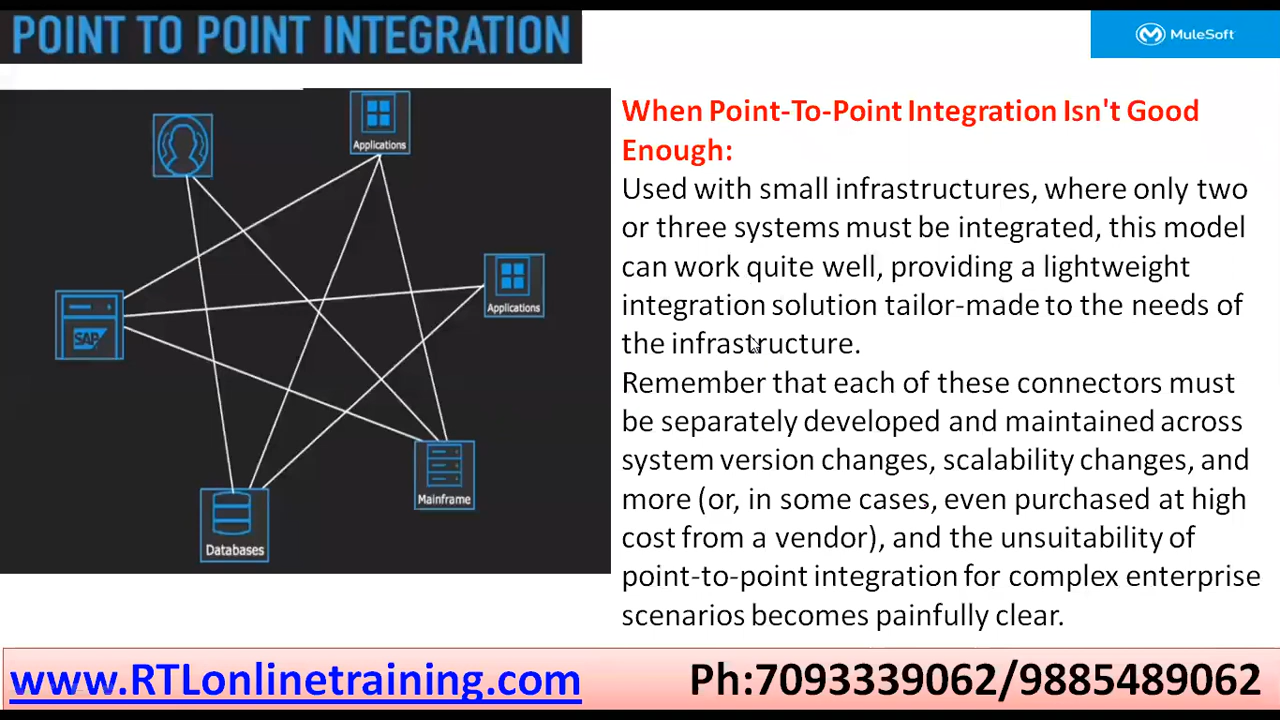 POINT TO POINT INTEGRATION
MuleSoft
Applications
SAP
Applications
Mainframe
Databases
When Point-To-Point Integration Isn't Good
Enough:
Used with small infrastructures, where only two
or three systems must be integrated, this model
can work quite well, providing a lightweight
integration solution tailor-made to the needs of
the infrastructure.
Remember that each of these connectors must
be separately developed and maintained across
system version changes, scalability changes, and
more (or, in some cases, even purchased at high
cost from a vendor), and the unsuitability of
point-to-point integration for complex enterprise
scenarios becomes painfully clear.
www.RTLonlinetraining.com
Ph:7093339062/9885489062